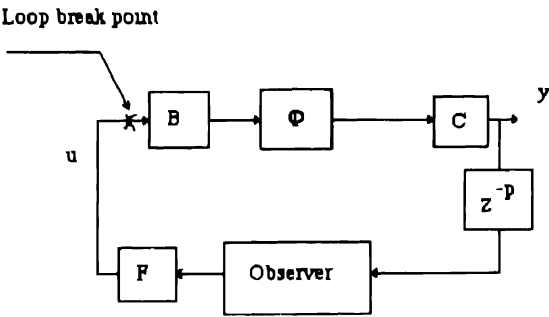 Loop break point
B
Φ
C
y
u
z^-p
F
Observer